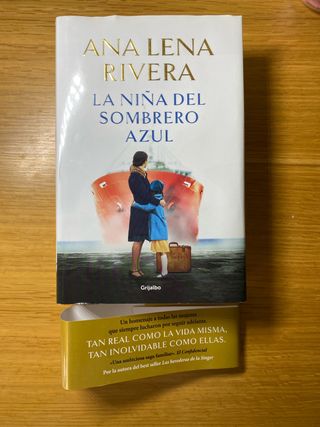 ANA LENA
RIVERA
LA NIÑA DEL
SOMBRERO
AZUL
Grijalbo
Un homenaje a todas las mujeres
que siempre lucharon por seguir adelante.
TAN REAL COMO LA VIDA MISMA,
TAN INOLVIDABLE COMO ELLAS.
«Una ambiciosa saga familiar». El Confidencial
Por la autora del best seller Las herederas de la Singer